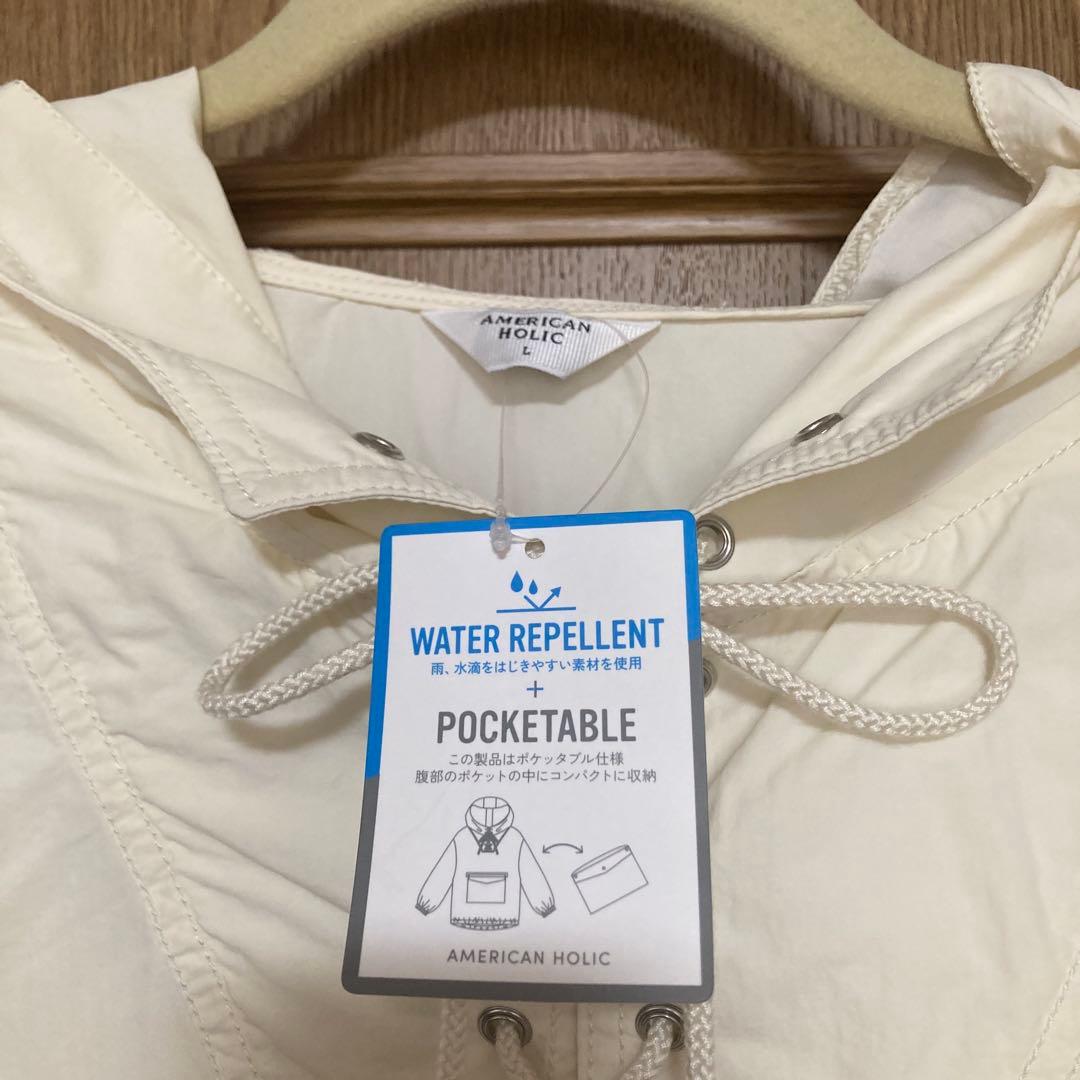 AMERICAN
HOLIC
L
WATER REPELLENT
雨、水滴をはじきやすい素材を使用
+
POCKETABLE
この製品はポケッタブル仕様
腹部のポケットの中にコンパクトに収納
AMERICAN HOLIC